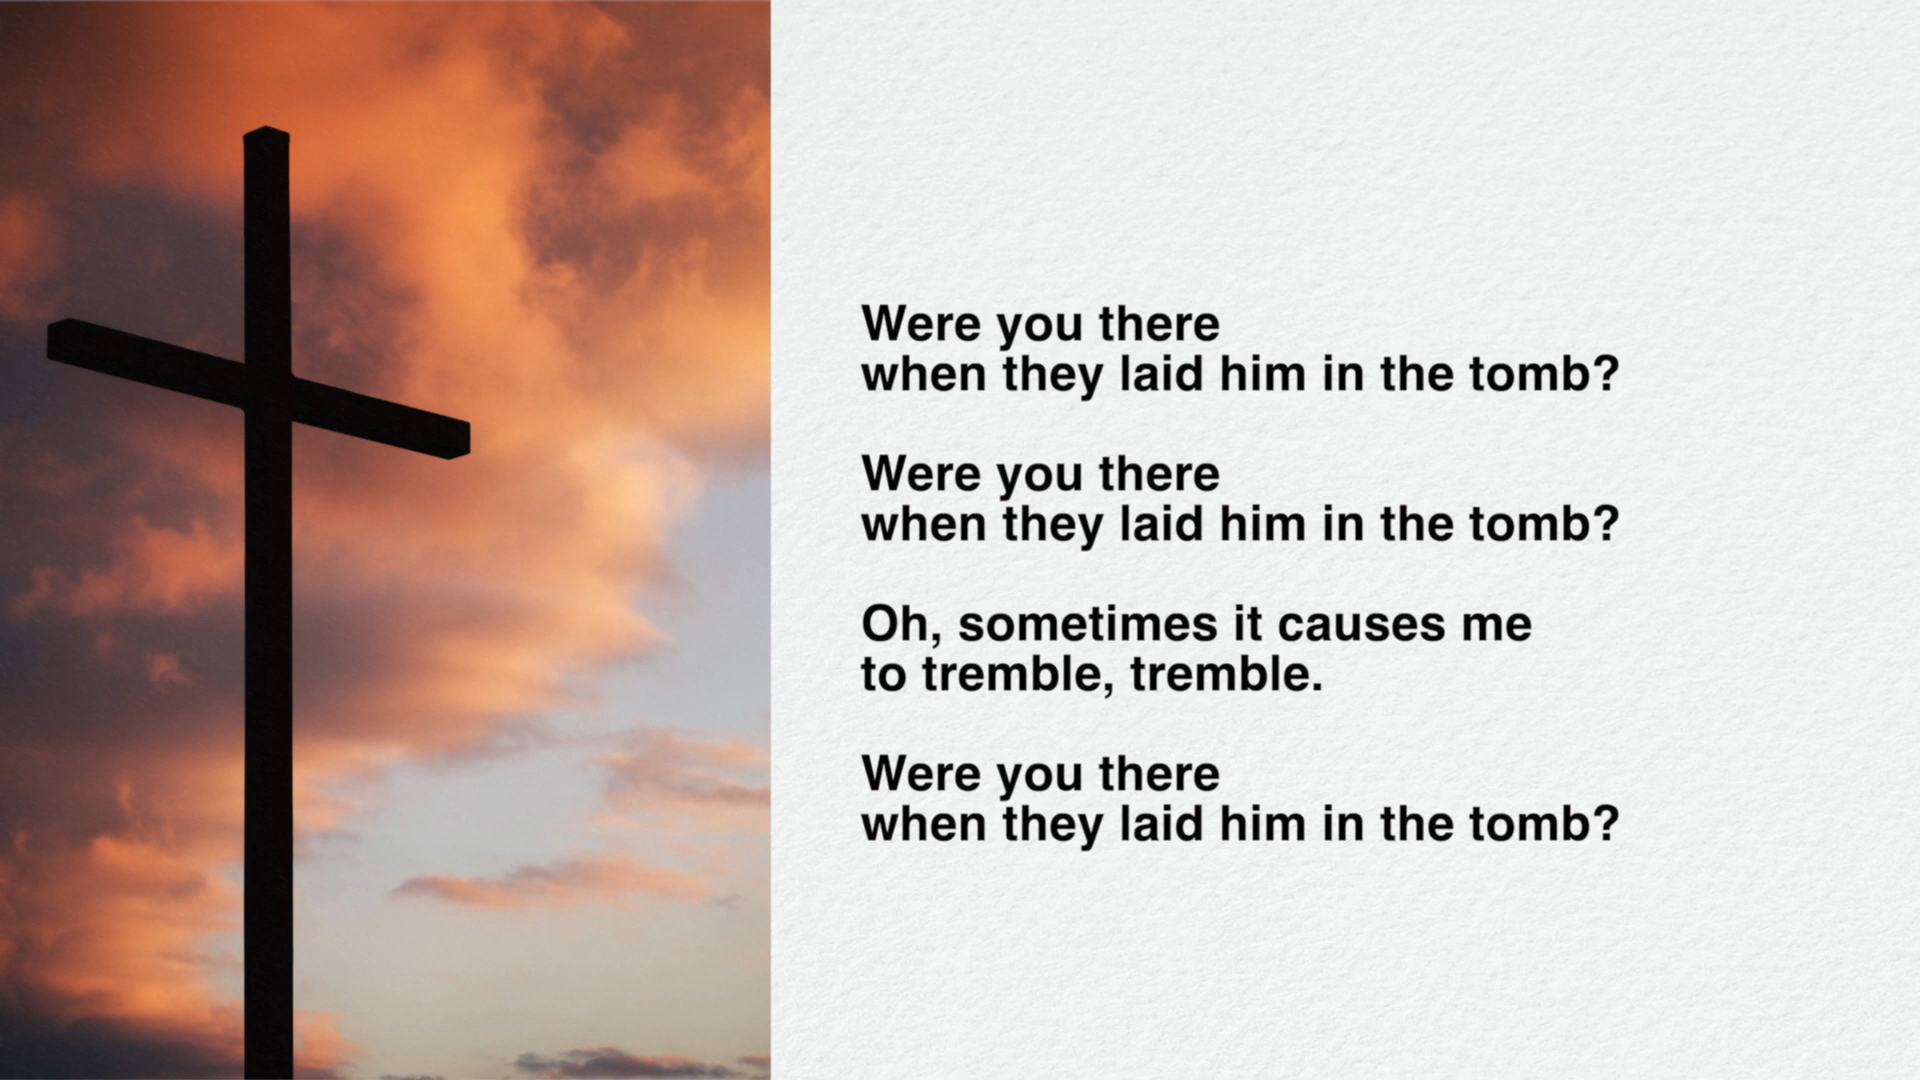 Were you there
when they laid him in the tomb?
Were you there
when they laid him in the tomb?
Oh, sometimes it causes me
to tremble, tremble.
Were you there
when they laid him in the tomb?